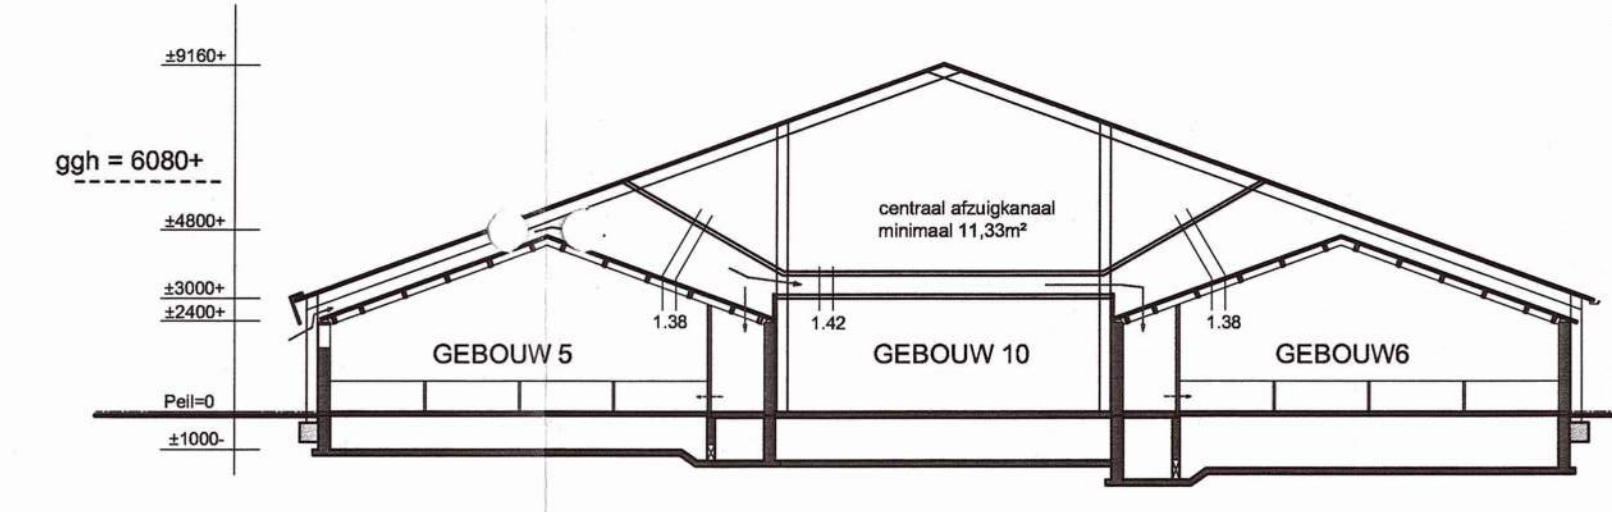 ±9160+
ggh = 6080+
±4800+
centraal afzuigkanaal
minimaal 11,33m²
±3000+
±2400+
1.38
1.42
1.38
GEBOUW 5
GEBOUW 10
GEBOUW6
Peil=0
±1000-